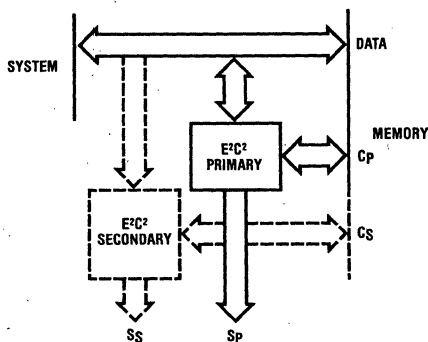 DATA
SYSTEM
MEMORY
E²C²
PRIMARY
CP
E²C²
SECONDARY
CS
SS
SP